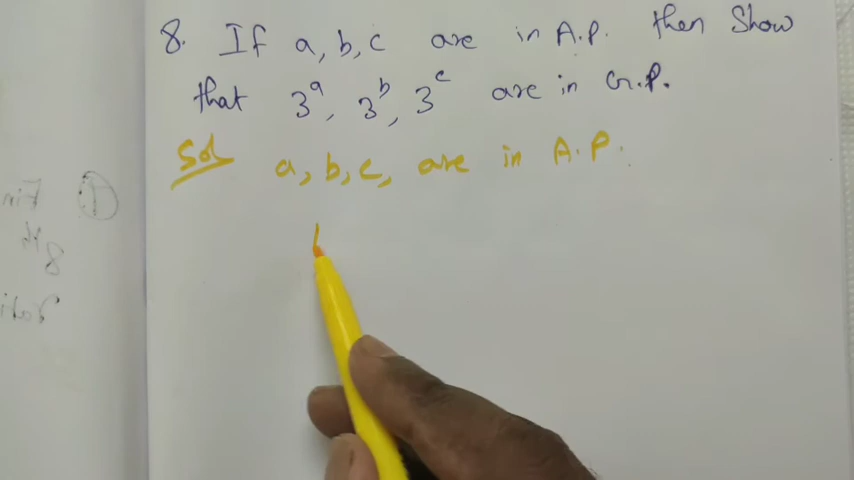 8. If a, b, c are in A.P. then Show
that 3^a, 3^b, 3^c are in G.P.
Sol a, b, c, are in A.P.